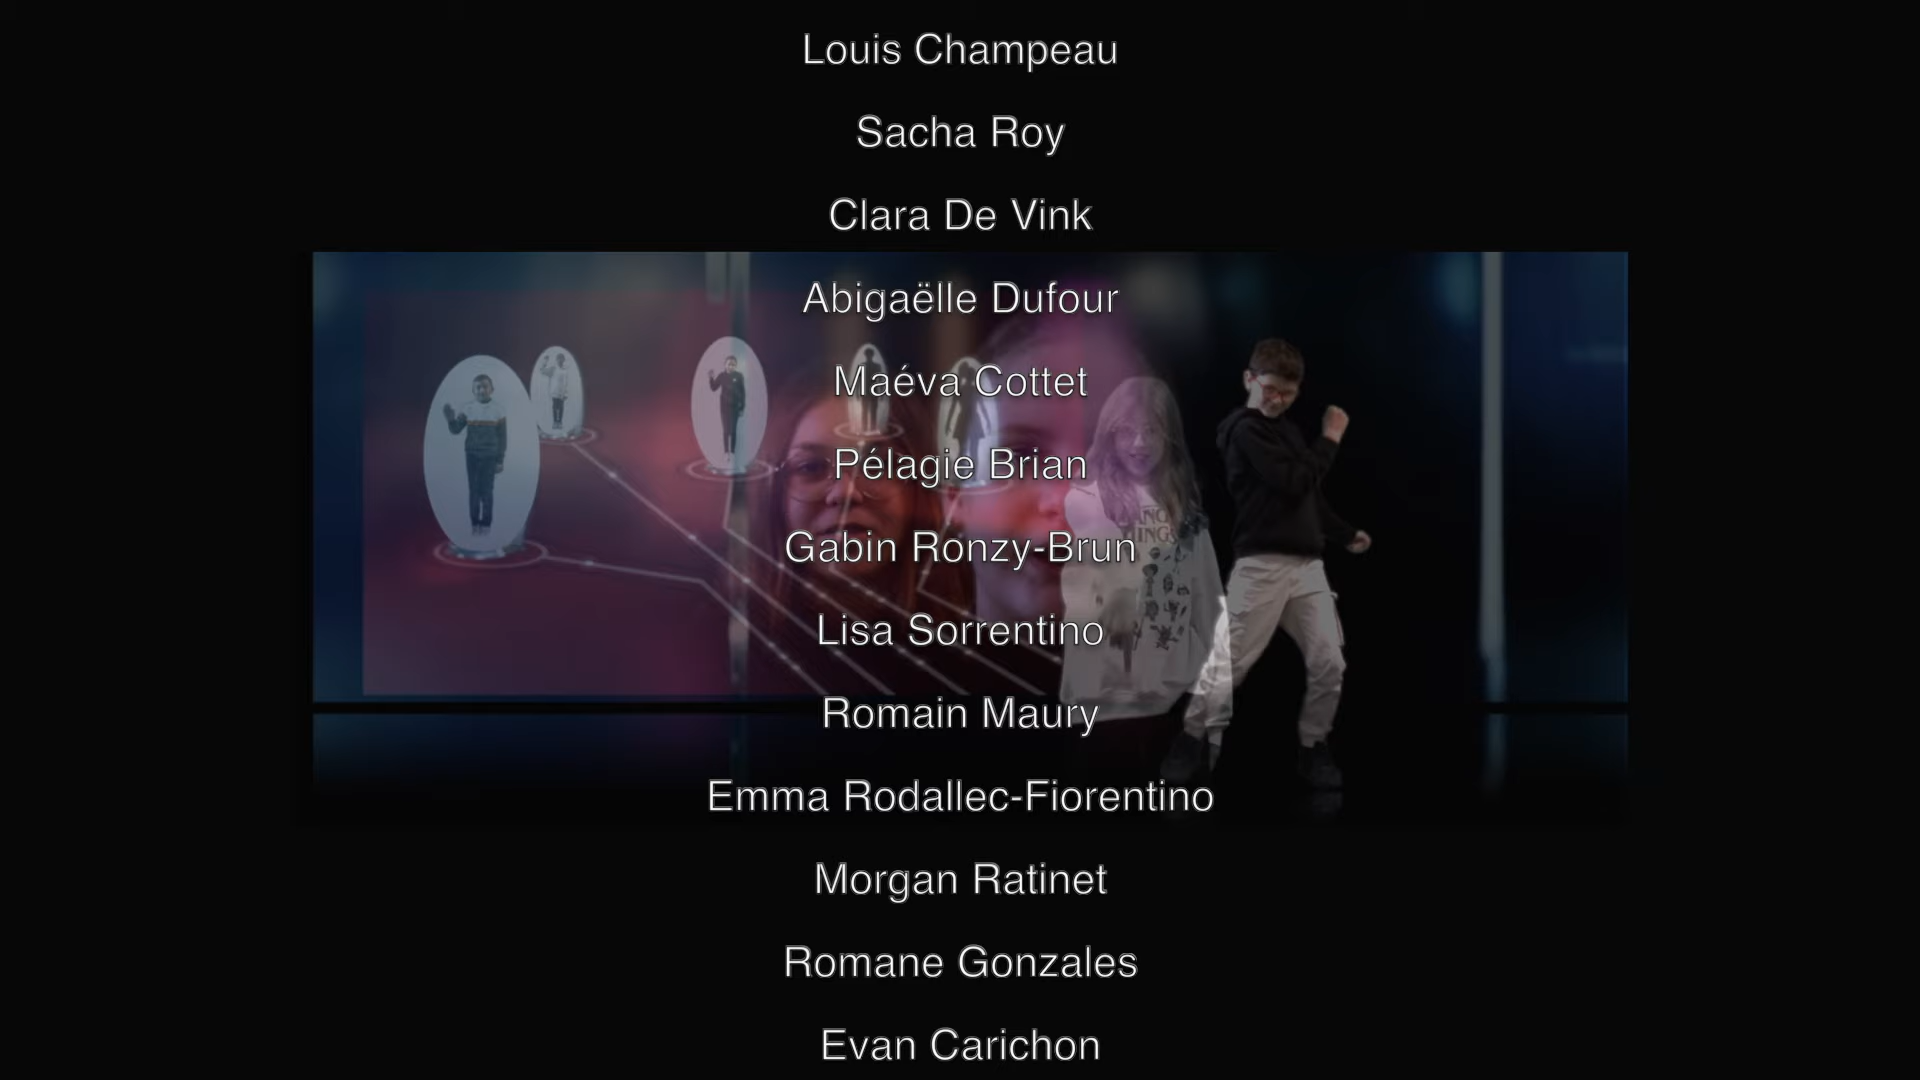 Louis Champeau
Sacha Roy
Clara De Vink
Abigaëlle Dufour
Maéva Cottet
Pélagie Brian
Gabin Ronzy-Brun
Lisa Sorrentino
Romain Maury
Emma Rodallec-Fiorentino
Morgan Ratinet
Romane Gonzales
Evan Carichon